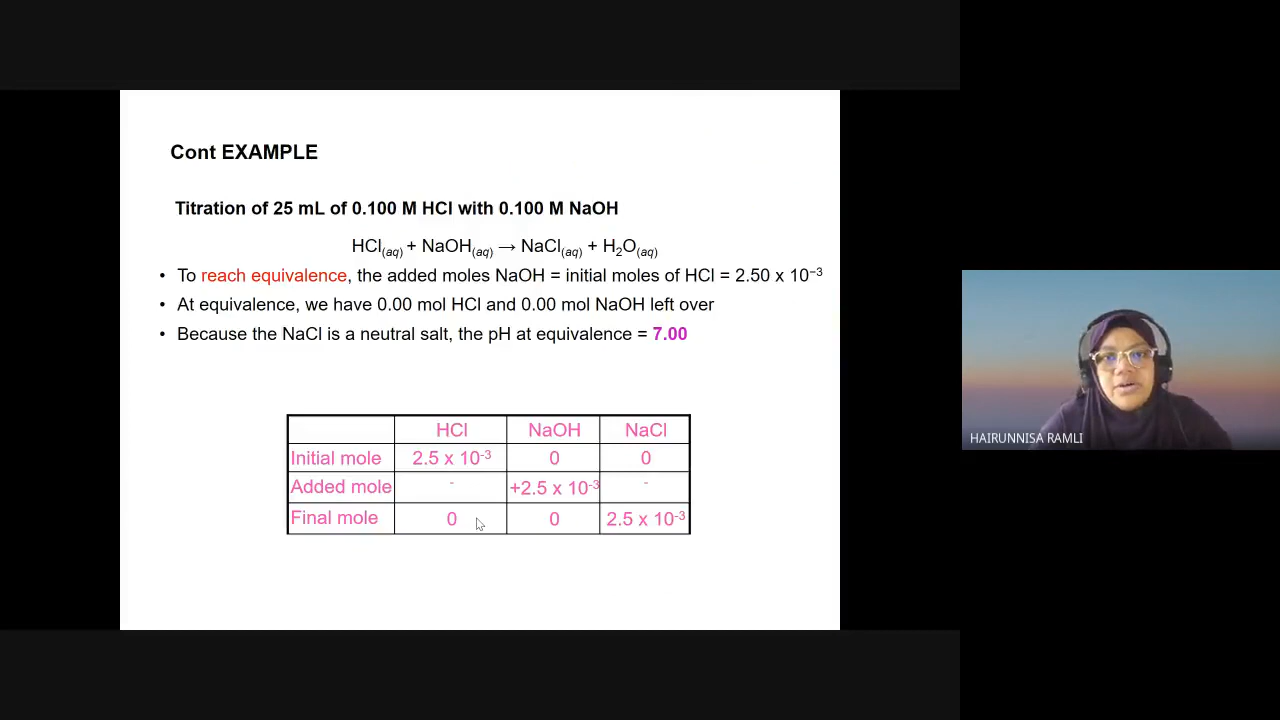 Cont EXAMPLE
Titration of 25 mL of 0.100 M HCl with 0.100 M NaOH
HCl(aq) + NaOH(aq) → NaCl(aq) + H2O(aq)
• To reach equivalence, the added moles NaOH = initial moles of HCl = 2.50 x 10−3
• At equivalence, we have 0.00 mol HCl and 0.00 mol NaOH left over
• Because the NaCl is a neutral salt, the pH at equivalence = 7.00
HCl NaOH NaCl
Initial mole 2.5 x 10-3 0 0
Added mole - +2.5 x 10-3 -
Final mole 0 0 2.5 x 10-3
HAIRUNNISA RAMLI